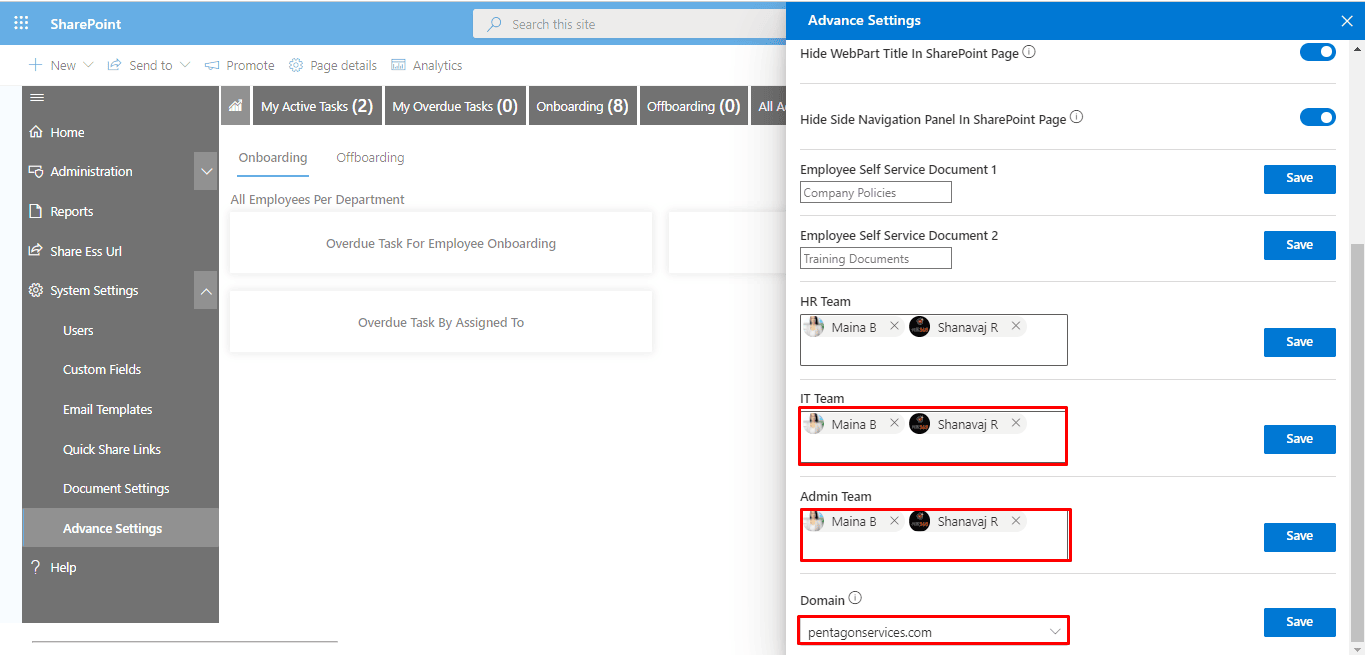 SharePoint
Search this site
New
Send to
Promote
Page details
Analytics
Home
Administration
Reports
Share Ess Url
System Settings
Users
Custom Fields
Email Templates
Quick Share Links
Document Settings
Advance Settings
? Help
My Active Tasks (2)
My Overdue Tasks (0)
Onboarding (8)
Offboarding (0)
Onboarding
Offboarding
All Employees Per Department
Overdue Task For Employee Onboarding
Overdue Task By Assigned To
Advance Settings
Hide WebPart Title In SharePoint Page
Hide Side Navigation Panel In SharePoint Page
Employee Self Service Document 1
Company Policies
Save
Employee Self Service Document 2
Training Documents
Save
HR Team
Maina B Shanavaj R
Save
IT Team
Maina B Shanavaj R
Save
Admin Team
Maina B Shanavaj R
Save
Domain
pentagonservices.com
Save